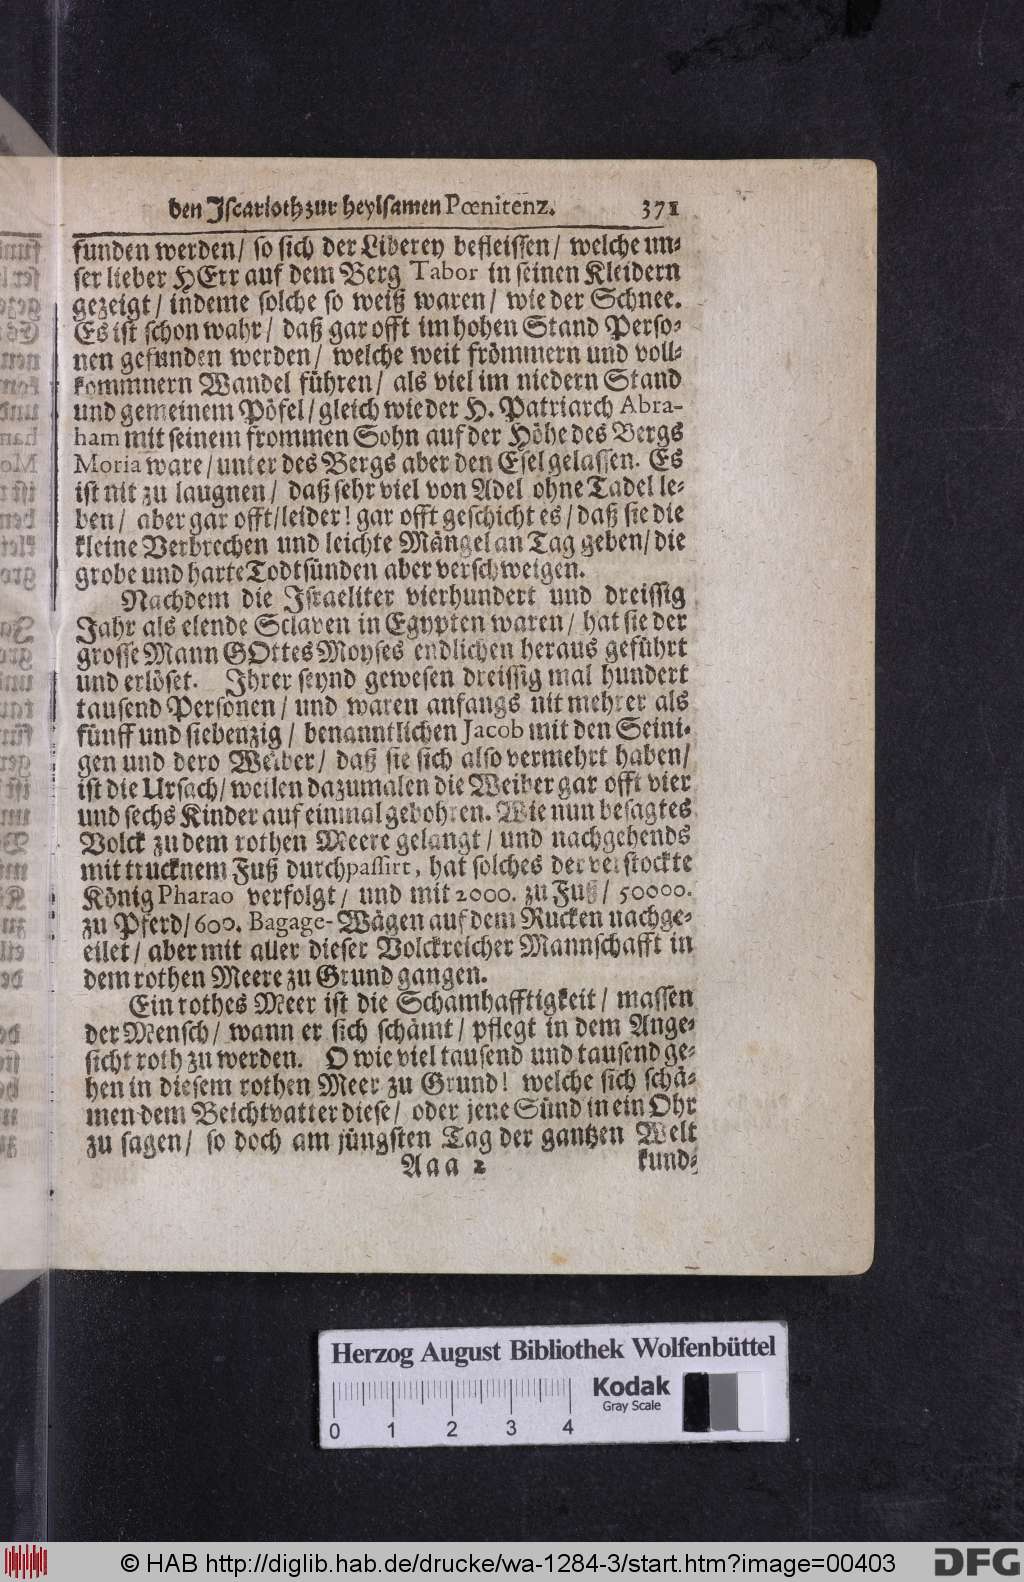 den Iscarioth zur heylsamen Pœnitenz. 371
funden werden/ so sich der Liberey befleissen/ welche un-
ser lieber HErr auf dem Berg Tabor in seinen Kleidern
gezeigt/ indeme solche so weiß waren/ wie der Schnee.
Es ist schon wahr/ daß gar offt im hohen Stand Perso-
nen gefunden werden/ welche weit frömmern und voll-
kommnern Wandel führen/ als viel im niedern Stand
und gemeinem Pöfel/ gleich wie der H. Patriarch Abra-
ham mit seinem frommen Sohn auf der Höhe des Bergs
Moria ware/ unter des Bergs aber den Esel gelassen. Es
ist nit zu laugnen/ daß sehr viel von Adel ohne Tadel le-
ben/ aber gar offt/ leider! gar offt geschicht es/ daß sie die
kleine Verbrechen und leichte Mängel an Tag geben/ die
grobe und harte Todtsünden aber verschweigen.
Nachdem die Israeliter vierhundert und dreissig
Jahr als elende Sclaven in Egypten waren/ hat sie der
grosse Mann GOttes Moyses endlichen heraus geführt
und erlöset. Ihrer seynd gewesen dreissig mal hundert
tausend Personen/ und waren anfangs nit mehrer als
fünff und siebenzig/ benanntlichen Jacob mit den Seini-
gen und dero Weiber/ daß sie sich also vermehrt haben/
ist die Ursach/ weilen dazumalen die Weiber gar offt vier
und sechs Kinder auf einmal gebohren. Wie nun besagtes
Volck zu dem rothen Meere gelangt/ und nachgehends
mit trucknem Fuß durchpassirt, hat solches der verstockte
König Pharao verfolgt/ und mit 2000. zu Fuß/ 50000.
zu Pferd/ 600. Bagage-Wägen auf dem Rucken nachge-
eilet/ aber mit aller dieser Volckreicher Mannschafft in
dem rothen Meere zu Grund gangen.
Ein rothes Meer ist die Schamhafftigkeit/ massen
der Mensch/ wann er sich schämt/ pflegt in dem Ange-
sicht roth zu werden. O wie viel tausend und tausend ge-
hen in diesem rothen Meer zu Grund! welche sich schä-
men dem Beichtvatter diese/ oder jene Sünd in ein Ohr
zu sagen/ so doch am jüngsten Tag der gantzen Welt
Aaa 2 kund-
Herzog August Bibliothek Wolfenbüttel
0 1 2 3 4
Kodak
Gray Scale
© HAB http://diglib.hab.de/drucke/wa-1284-3/start.htm?image=00403
DFG